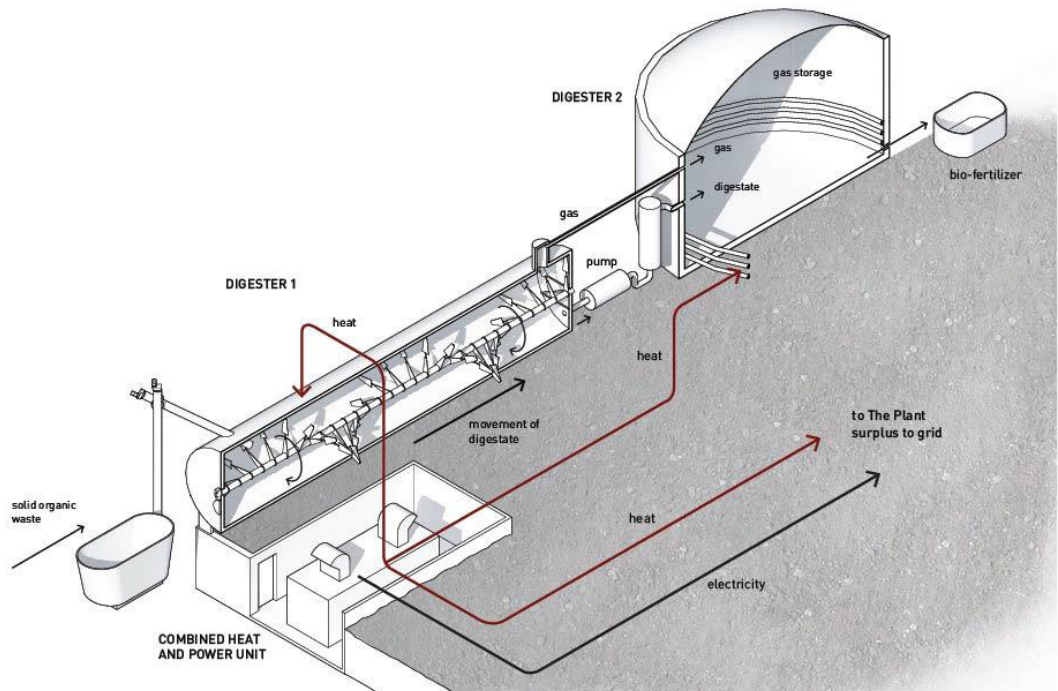 gas storage
DIGESTER 2
gas
bio-fertilizer
digestate
gas
pump
DIGESTER 1
heat
heat
movement of
digestate
to The Plant
surplus to grid
solid organic
waste
heat
electricity
COMBINED HEAT
AND POWER UNIT